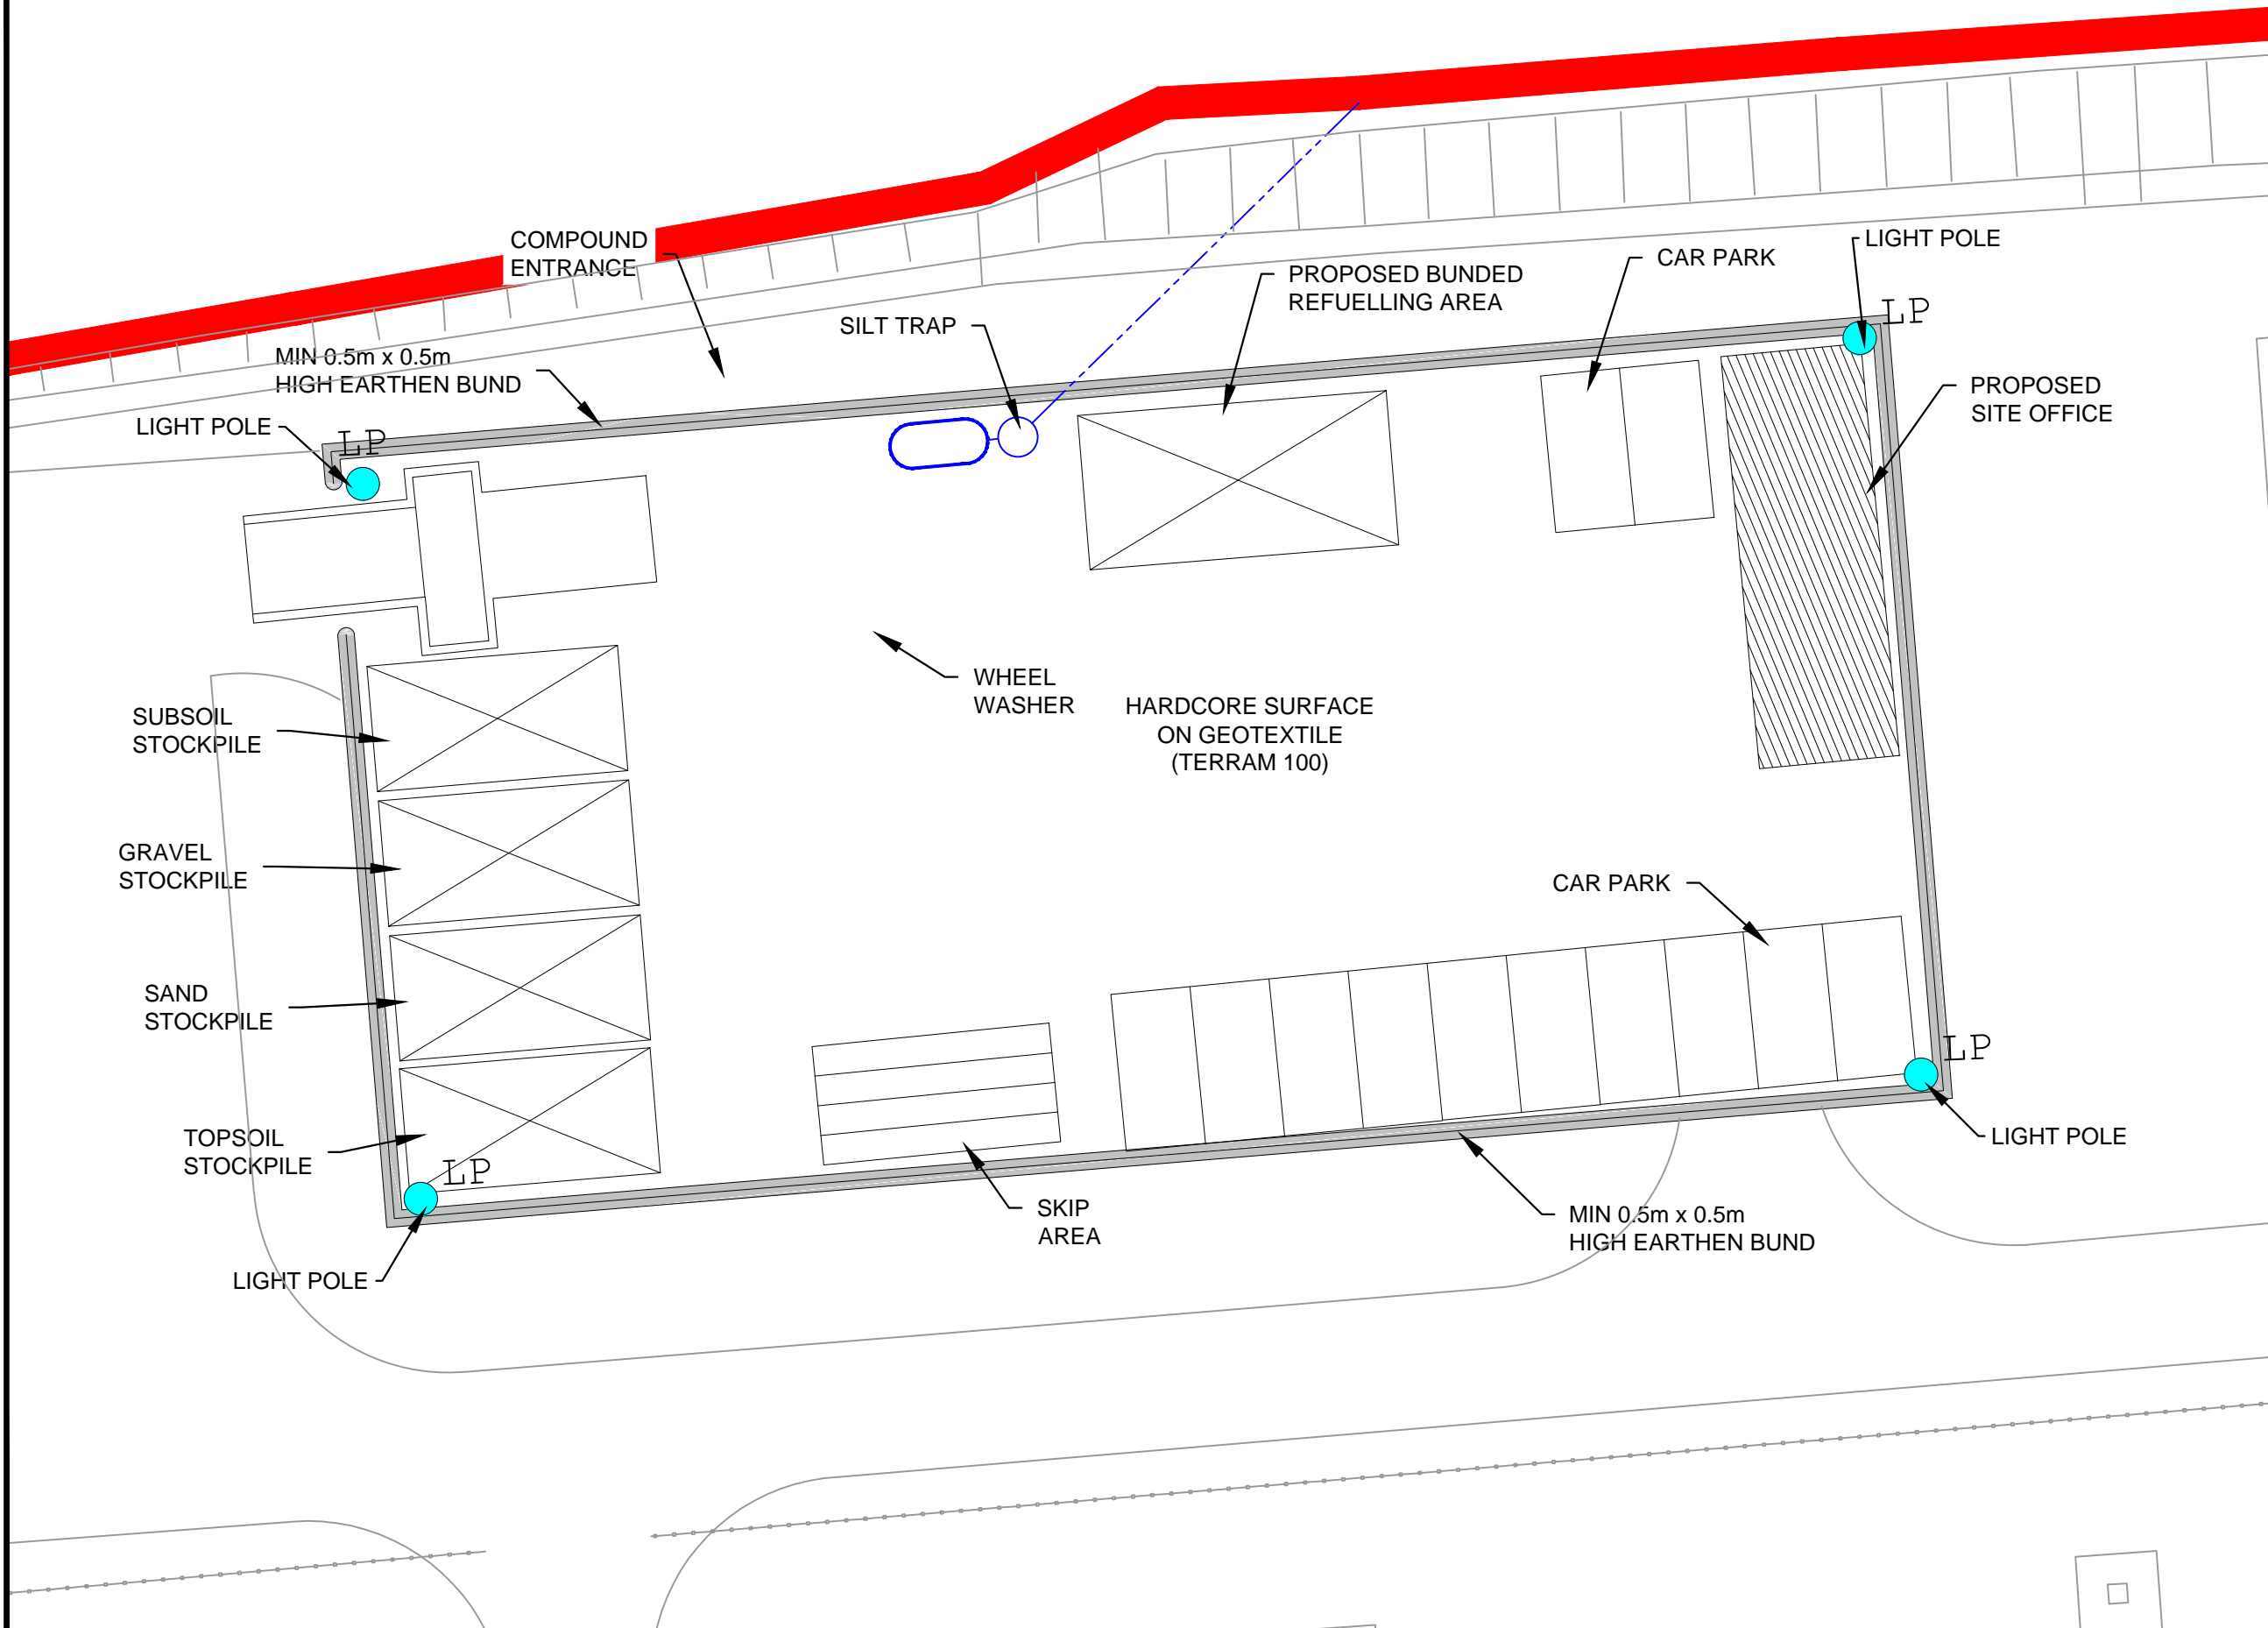 COMPOUND
ENTRANCE
LIGHT POLE
CAR PARK
PROPOSED BUNDED
REFUELLING AREA
SILT TRAP
LP
MIN 0.5m x 0.5m
HIGH EARTHEN BUND
PROPOSED
SITE OFFICE
LIGHT POLE
LP
WHEEL
WASHER
HARDCORE SURFACE
ON GEOTEXTILE
(TERRAM 100)
SUBSOIL
STOCKPILE
GRAVEL
STOCKPILE
CAR PARK
SAND
STOCKPILE
LP
TOPSOIL
STOCKPILE
LP
LIGHT POLE
SKIP
AREA
MIN 0.5m x 0.5m
HIGH EARTHEN BUND
LIGHT POLE